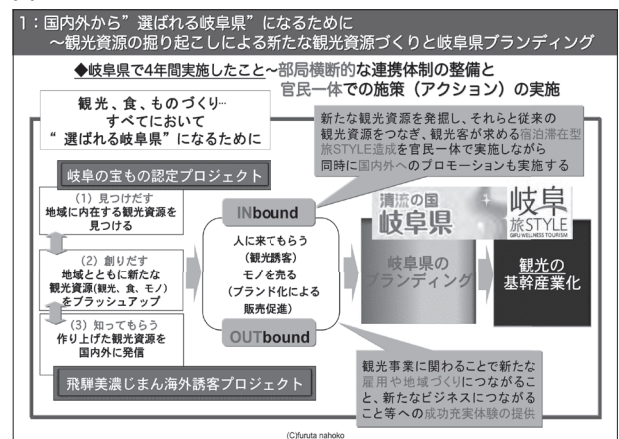 1:国内外から”選ばれる岐阜県”になるために
～観光資源の掘り起こしによる新たな観光資源づくりと岐阜県ブランディング
◆岐阜県で4年間実施したこと～部局横断的な連携体制の整備と
官民一体での施策(アクション)の実施
観光、食、ものづくり…
すべてにおいて
“選ばれる岐阜県”になるために
新たな観光資源を発掘し、それらと従来の
観光資源をつなぎ、観光客が求める宿泊滞在型
旅STYLE造成を官民一体で実施しながら
同時に国内外へのプロモーションも実施する
岐阜の宝もの認定プロジェクト
(1)見つけだす
地域に内在する観光資源を
見つける
(2)創りだす
地域とともに新たな
観光資源(観光、食、モノ)
をブラッシュアップ
(3)知ってもらう
作り上げた観光資源を
国内外に発信
飛騨美濃じまん海外誘客プロジェクト
INbound
人に来てもらう
(観光誘客)
モノを売る
(ブランド化による
販売促進)
OUTbound
清流の国
岐阜県
岐阜
旅STYLE
GIFU WELLNESS TOURISM
岐阜県の
ブランディング
観光の
基幹産業化
観光事業に関わることで新たな
雇用や地域づくりにつながるこ
と、新たなビジネスにつながる
こと等への成功充実体験の提供
(C)furuta nahoko